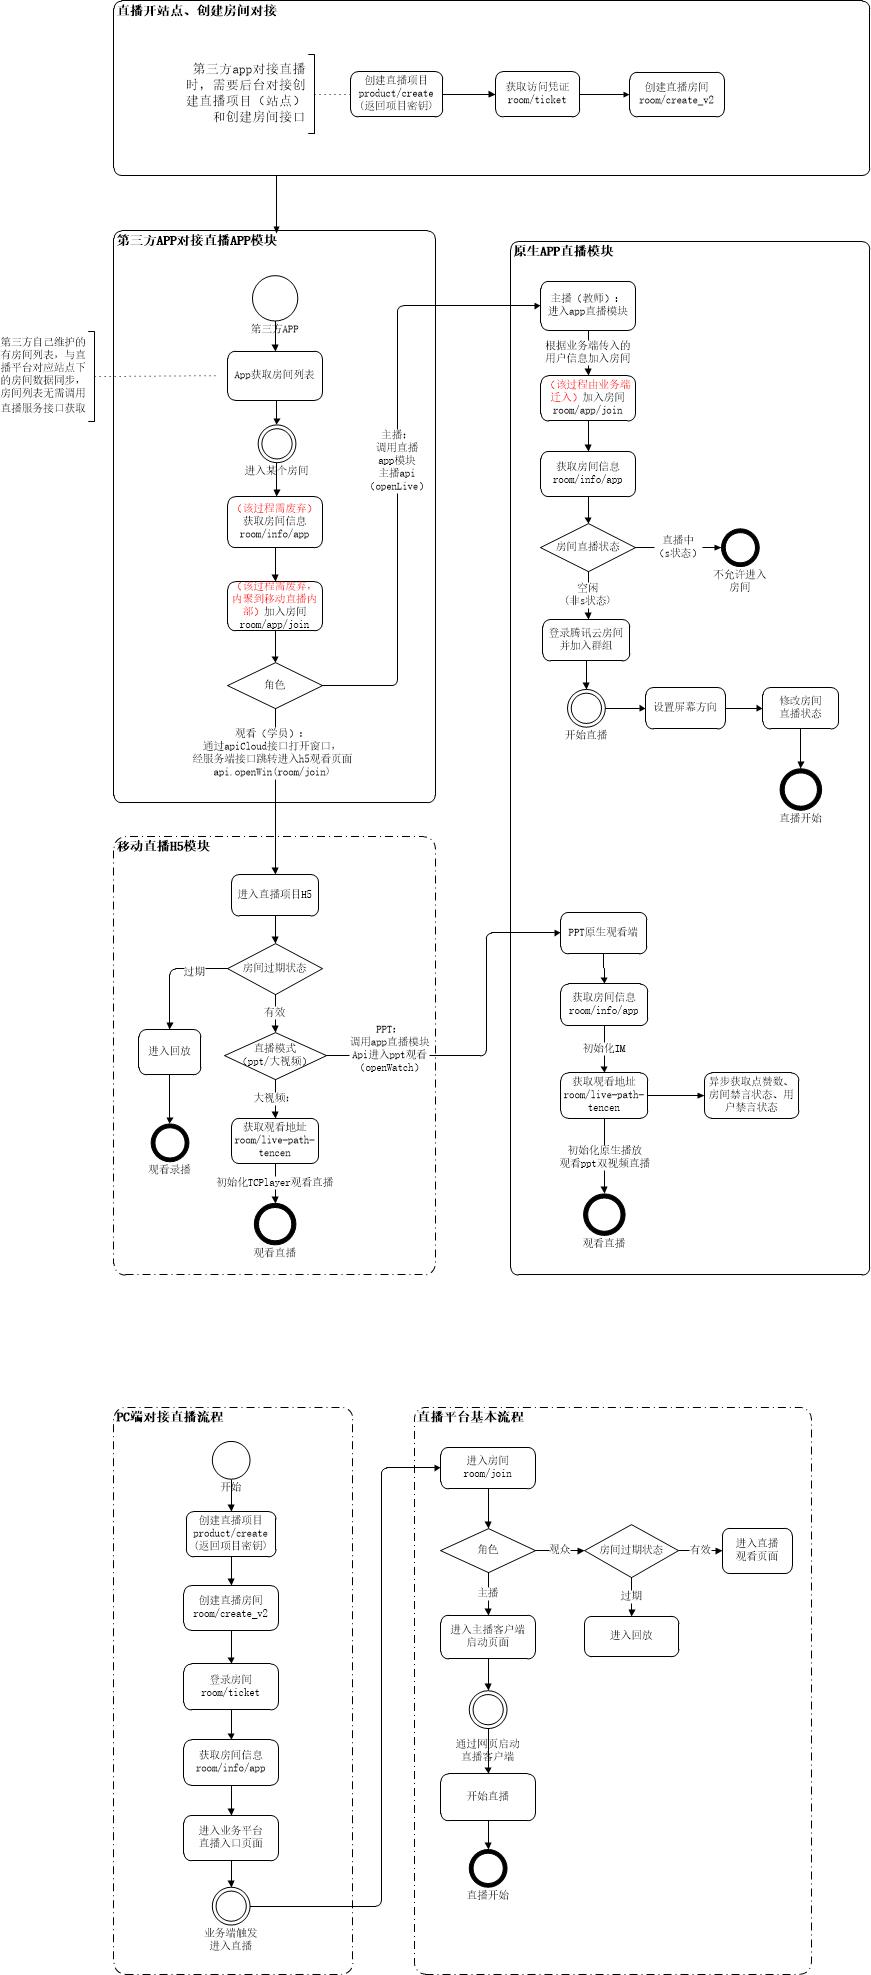 直播开站点、创建房间对接
第三方app对接直播
时，需要后台对接创
建直播项目（站点）
和创建房间接口
创建直播项目
product/create
(返回项目密钥)
获取访问凭证
room/ticket
创建直播房间
room/create_v2
第三方APP对接直播APP模块
第三方APP
第三方自己维护的
有房间列表，与直
播平台对应站点下
的房间数据同步，
房间列表无需调用
直播服务接口获取
App获取房间列表
进入某个房间
（该过程需废弃）
获取房间信息
room/info/app
（该过程需废弃，
内聚到移动直播内
部）加入房间
room/app/join
角色
主播：
调用直播
app模块
主播api
（openLive）
观看（学员）：
通过apiCloud接口打开窗口，
经服务端接口跳转进入h5观看页面
api.openWin(room/join)
原生APP直播模块
主播（教师）：
进入app直播模块
根据业务端传入的
用户信息加入房间
（该过程由业务端
迁入）加入房间
room/app/join
获取房间信息
room/info/app
房间直播状态
直播中
（s状态）
不允许进入
房间
空闲
(非s状态)
登录腾讯云房间
并加入群组
开始直播
设置屏幕方向
修改房间
直播状态
直播开始
移动直播H5模块
进入直播项目H5
房间过期状态
过期
有效
进入回放
观看录播
直播模式
(ppt/大视频)
PPT：
调用app直播模块
Api进入ppt观看
（openWatch）
大视频：
获取观看地址
room/live-path-
tencen
初始化TCPlayer观看直播
观看直播
PPT原生观看端
获取房间信息
room/info/app
初始化IM
获取观看地址
room/live-path-
tencen
异步获取点赞数、
房间禁言状态、用
户禁言状态
初始化原生播放
观看ppt双视频直播
观看直播
PC端对接直播流程
开始
创建直播项目
product/create
(返回项目密钥)
创建直播房间
room/create_v2
登录房间
room/ticket
获取房间信息
room/info/app
进入业务平台
直播入口页面
业务端触发
进入直播
直播平台基本流程
进入房间
room/join
角色
观众
房间过期状态
有效
进入直播
观看页面
过期
进入回放
主播
进入主播客户端
启动页面
通过网页启动
直播客户端
开始直播
直播开始